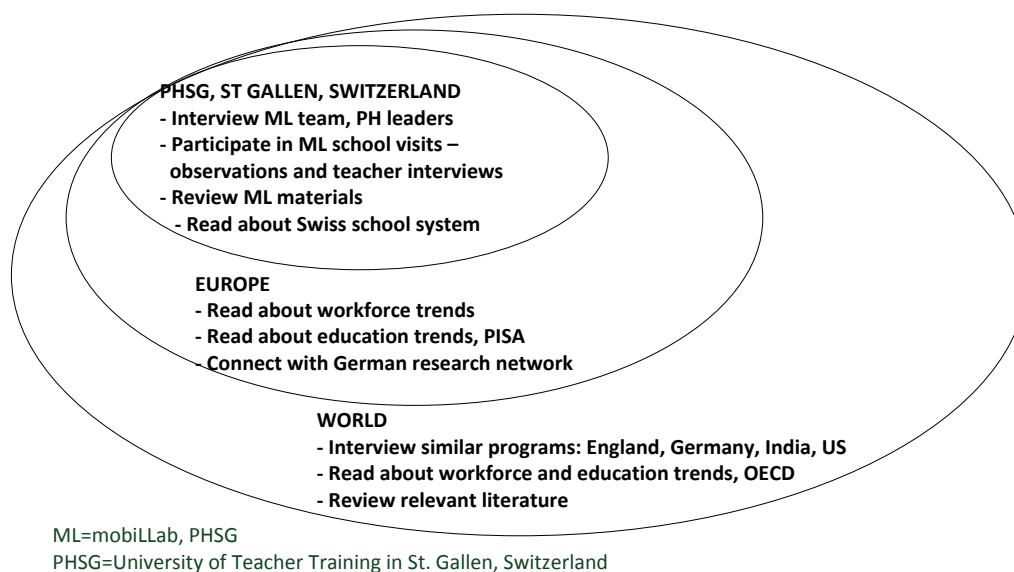 PHSG, ST GALLEN, SWITZERLAND
- Interview ML team, PH leaders
- Participate in ML school visits –
observations and teacher interviews
- Review ML materials
- Read about Swiss school system
EUROPE
- Read about workforce trends
- Read about education trends, PISA
- Connect with German research network
WORLD
- Interview similar programs: England, Germany, India, US
- Read about workforce and education trends, OECD
- Review relevant literature
ML=mobiLLab, PHSG
PHSG=University of Teacher Training in St. Gallen, Switzerland